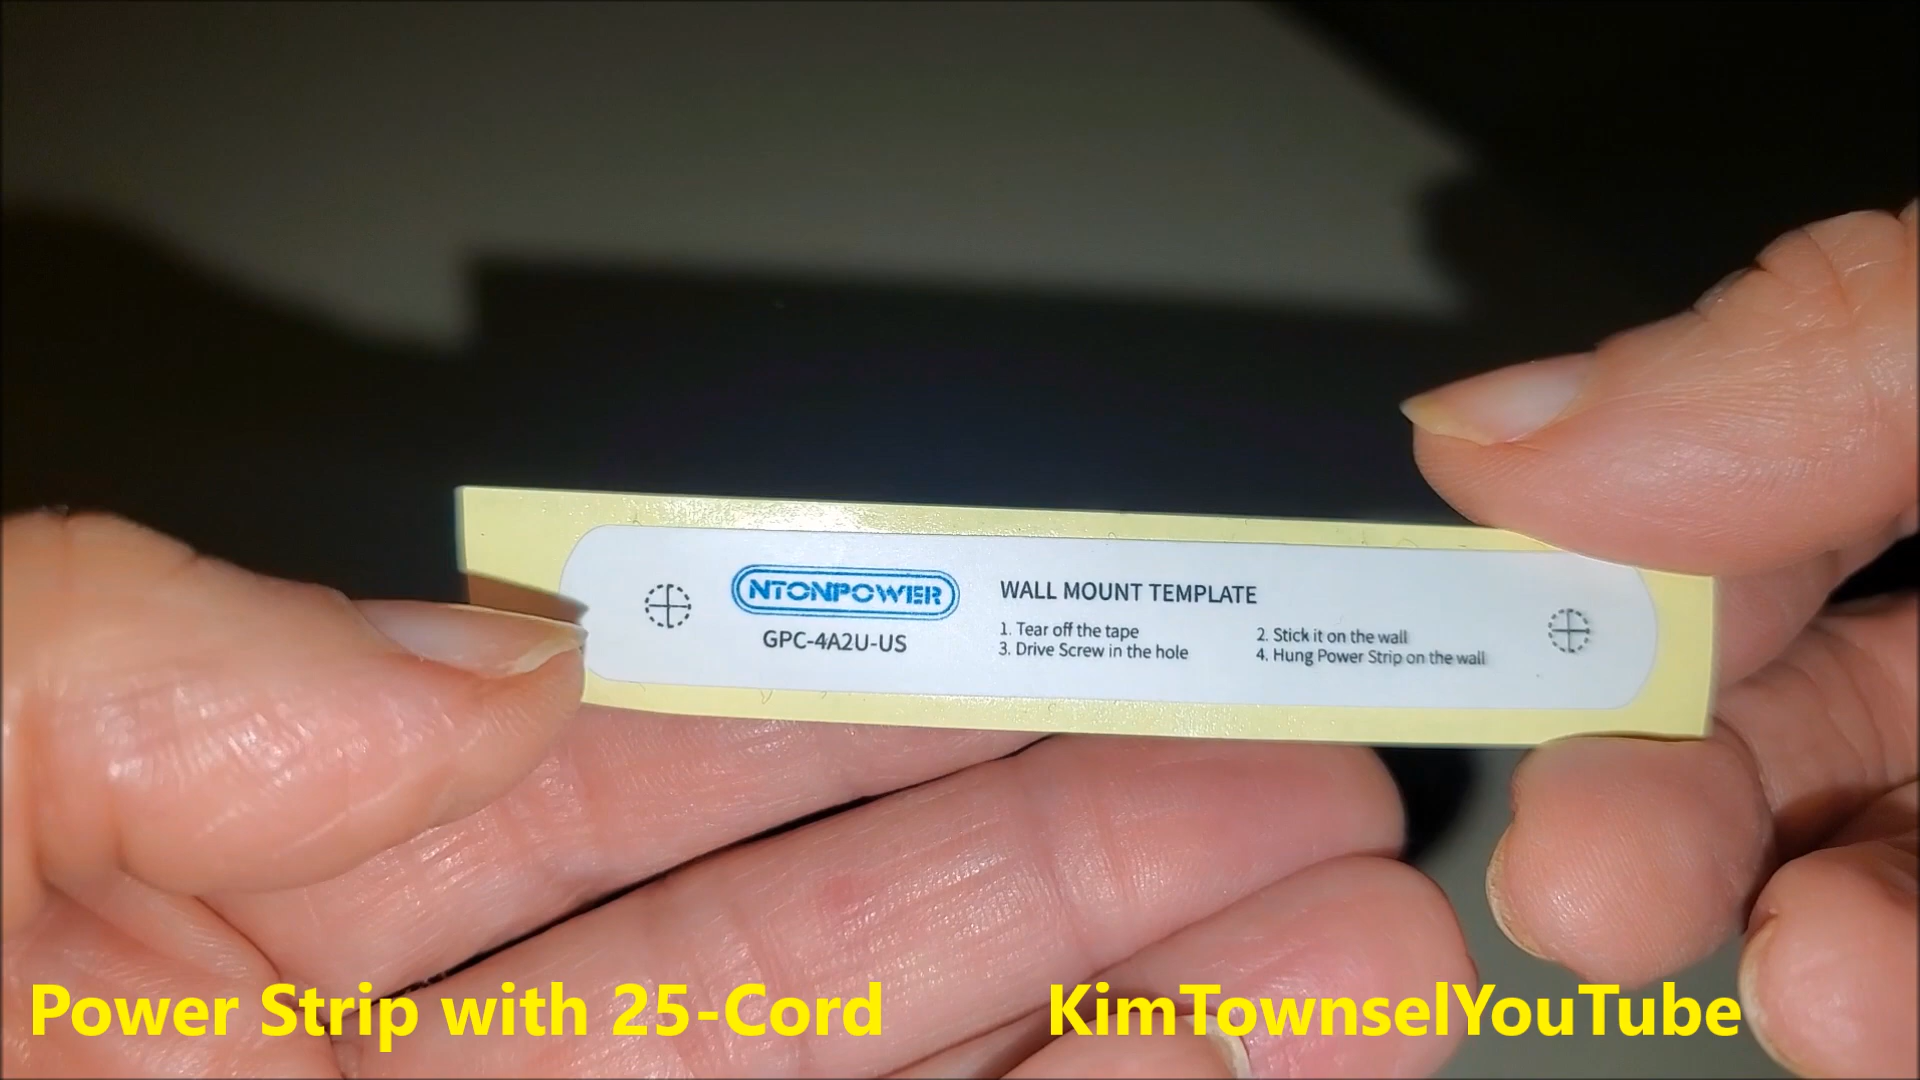 NTONPOWER
GPC-4A2U-US
WALL MOUNT TEMPLATE
1. Tear off the tape
2. Stick it on the wall
3. Drive Screw in the hole
4. Hung Power Strip on the wall
Power Strip with 25-Cord
KimTownselYouTube